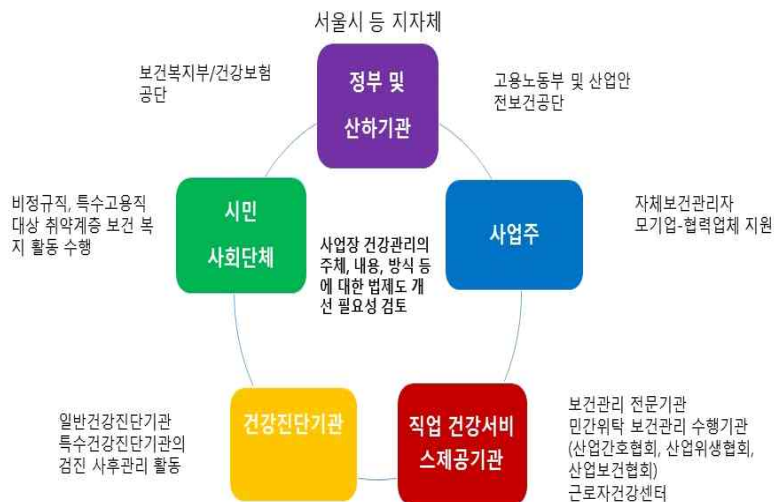 서울시 등 지자체
보건복지부/건강보험
공단
정부 및
산하기관
고용노동부 및 산업안
전보건공단
비정규직, 특수고용직
대상 취약계층 보건 복
지 활동 수행
시민
사회단체
사업장 건강관리의
주체, 내용, 방식 등
에 대한 법제도 개
선 필요성 검토
사업주
자체보건관리자
모기업-협력업체 지원
일반건강진단기관
특수건강진단기관의
검진 사후관리 활동
건강진단기관
직업 건강서비
스제공기관
보건관리 전문기관
민간위탁 보건관리 수행기관
(산업간호협회, 산업위생협회,
산업보건협회)
근로자건강센터